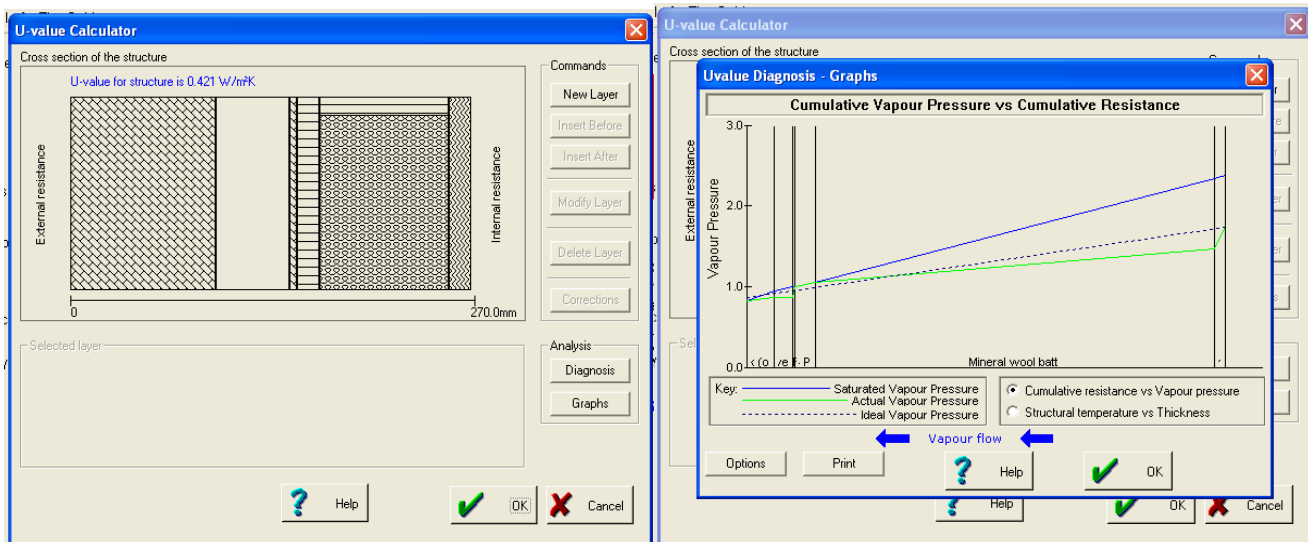 U-value Calculator
Cross section of the structure
U-value for structure is 0.421 W/m²K
External resistance
Internal resistance
0
270.0mm
Commands
New Layer
Insert Before
Insert After
Modify Layer
Delete Layer
Corrections
Selected layer
Analysis
Diagnosis
Graphs
Help
OK
Cancel
U-value Calculator
Cross section of the structure
External resistance
Uvalue Diagnosis - Graphs
Cumulative Vapour Pressure vs Cumulative Resistance
Vapour Pressure
3.0
2.0
1.0
0.0
Mineral wool batt
Key:
Saturated Vapour Pressure
Actual Vapour Pressure
Ideal Vapour Pressure
Cumulative resistance vs Vapour pressure
Structural temperature vs Thickness
Vapour flow
Options
Print
Help
OK
Help
OK
Cancel